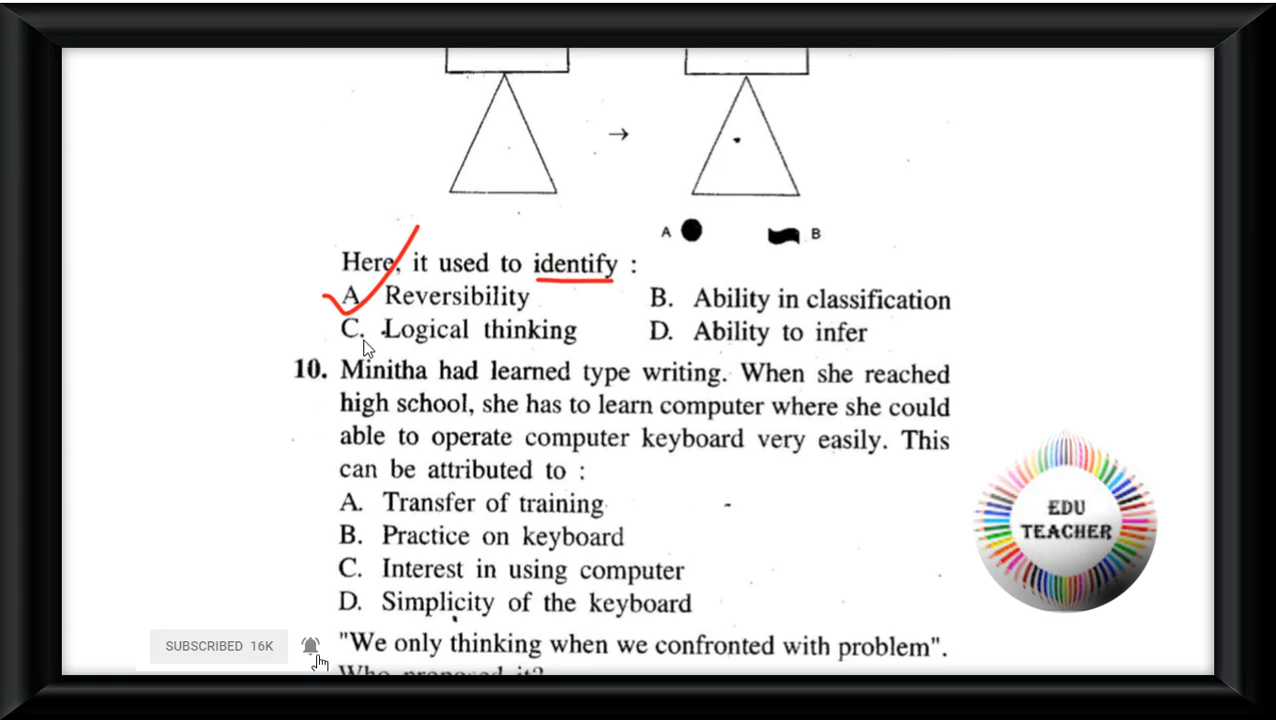 →
A
B
Here, it used to identify :
A Reversibility B. Ability in classification
C. Logical thinking D. Ability to infer
10. Minitha had learned type writing. When she reached
high school, she has to learn computer where she could
able to operate computer keyboard very easily. This
can be attributed to :
A. Transfer of training
B. Practice on keyboard
C. Interest in using computer
D. Simplicity of the keyboard
"We only thinking when we confronted with problem".
Who proposed it?
EDU
TEACHER
SUBSCRIBED 16K